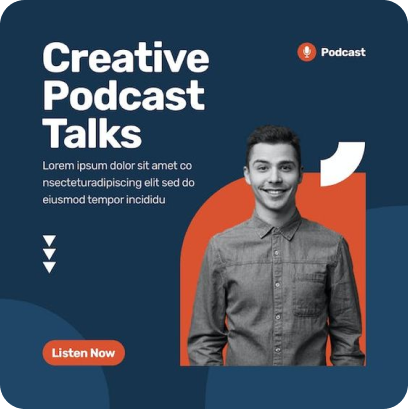 Creative
Podcast
Talks
Podcast
Lorem ipsum dolor sit amet co
nsecteturadipiscing elit sed do
eiusmod tempor incididu
Listen Now